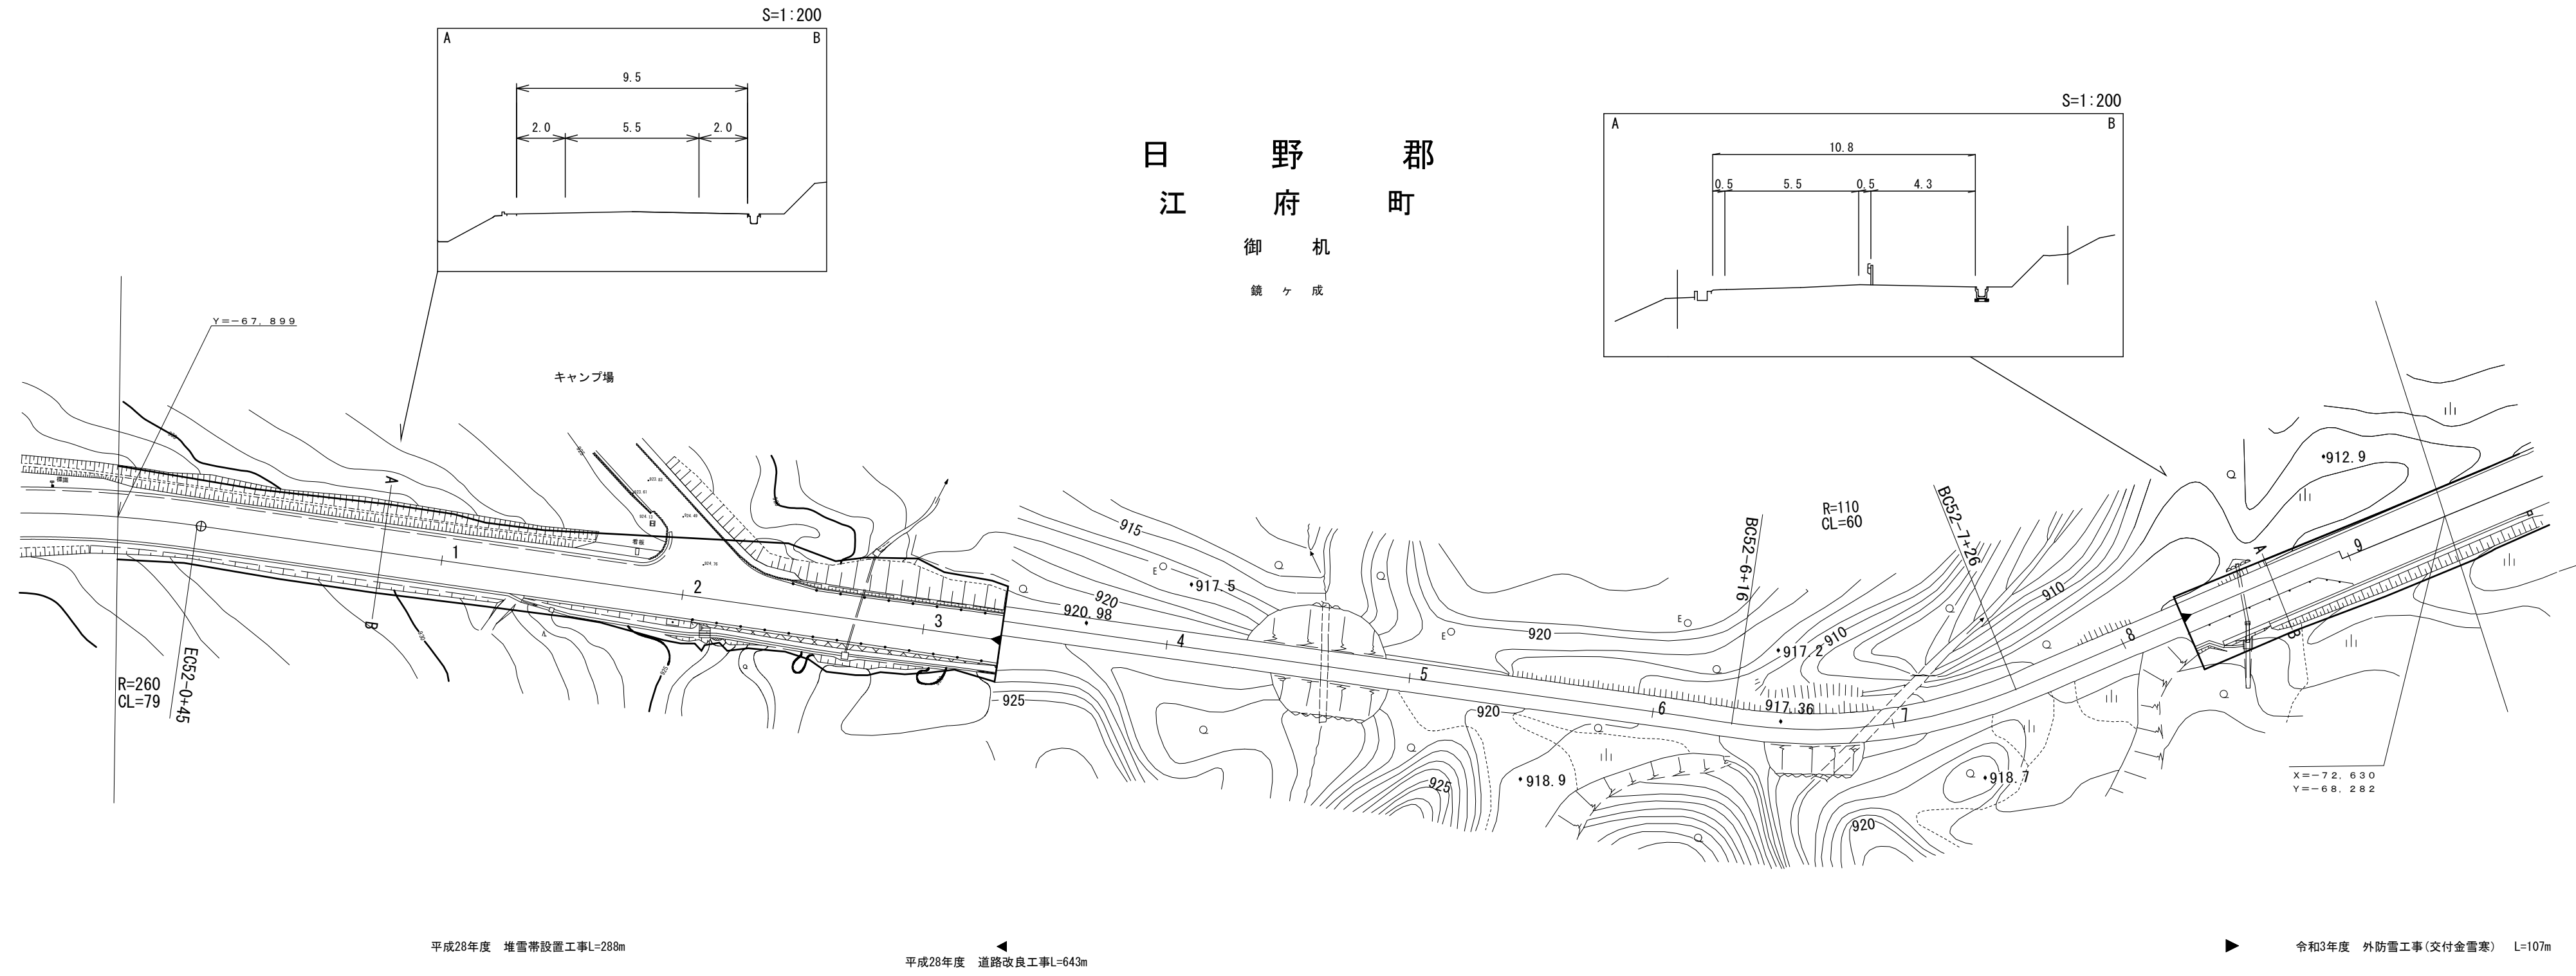 S=1:200
A B
9.5
2.0 5.5 2.0
S=1:200
A B
10.8
0.5 5.5 0.5 4.3
日野郡
江府町
御机
鏡ヶ成
Y=-67,899
キャンプ場
標識
看板
A
B
1
2
3
4
5
6
7
8
9
EC52-0+45
R=260
CL=79
930
925
925
915
E
917.5
920
920.98
925
E
920
E
BC52-6+16
R=110
CL=60
BC52-7+26
917.2
910
910
917.36
920
918.9
925
918.7
920
912.9
A
B
X=-72,630
Y=-68,282
平成28年度 堆雪帯設置工事L=288m
平成28年度 道路改良工事L=643m
令和3年度 外防雪工事(交付金雪寒) L=107m